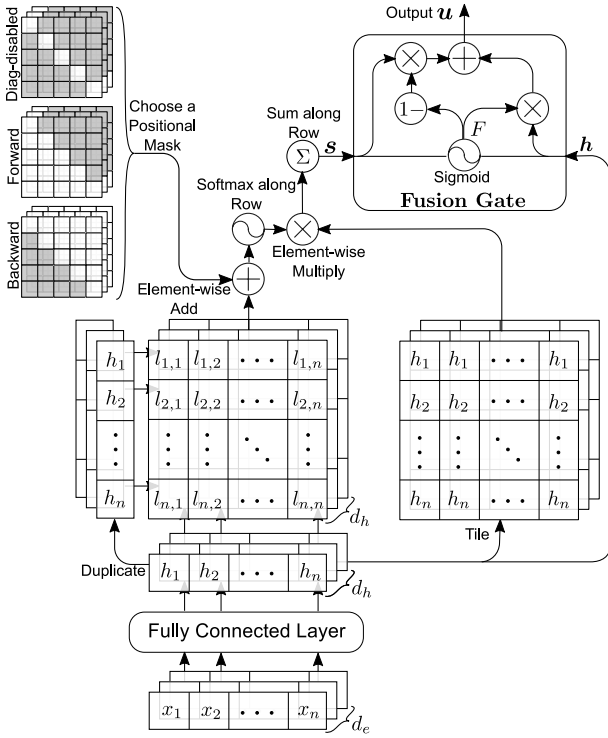 Diag-disabled
Forward
Backward
Choose a
Positional
Mask
Output u
×
+
1−
F
×
Sigmoid
Fusion Gate
h
s
Sum along
Row
Σ
Softmax along
Row
×
Element-wise
Multiply
+
Element-wise
Add
h1
h2
hn
l1,1 l1,2 ··· l1,n
l2,1 l2,2 ··· l2,n
ln,1 ln,2 ··· ln,n
dh
h1 h1 ··· h1
h2 h2 ··· h2
hn hn ··· hn
Tile
Duplicate
h1 h2 ··· hn
dh
Fully Connected Layer
x1 x2 ··· xn
de